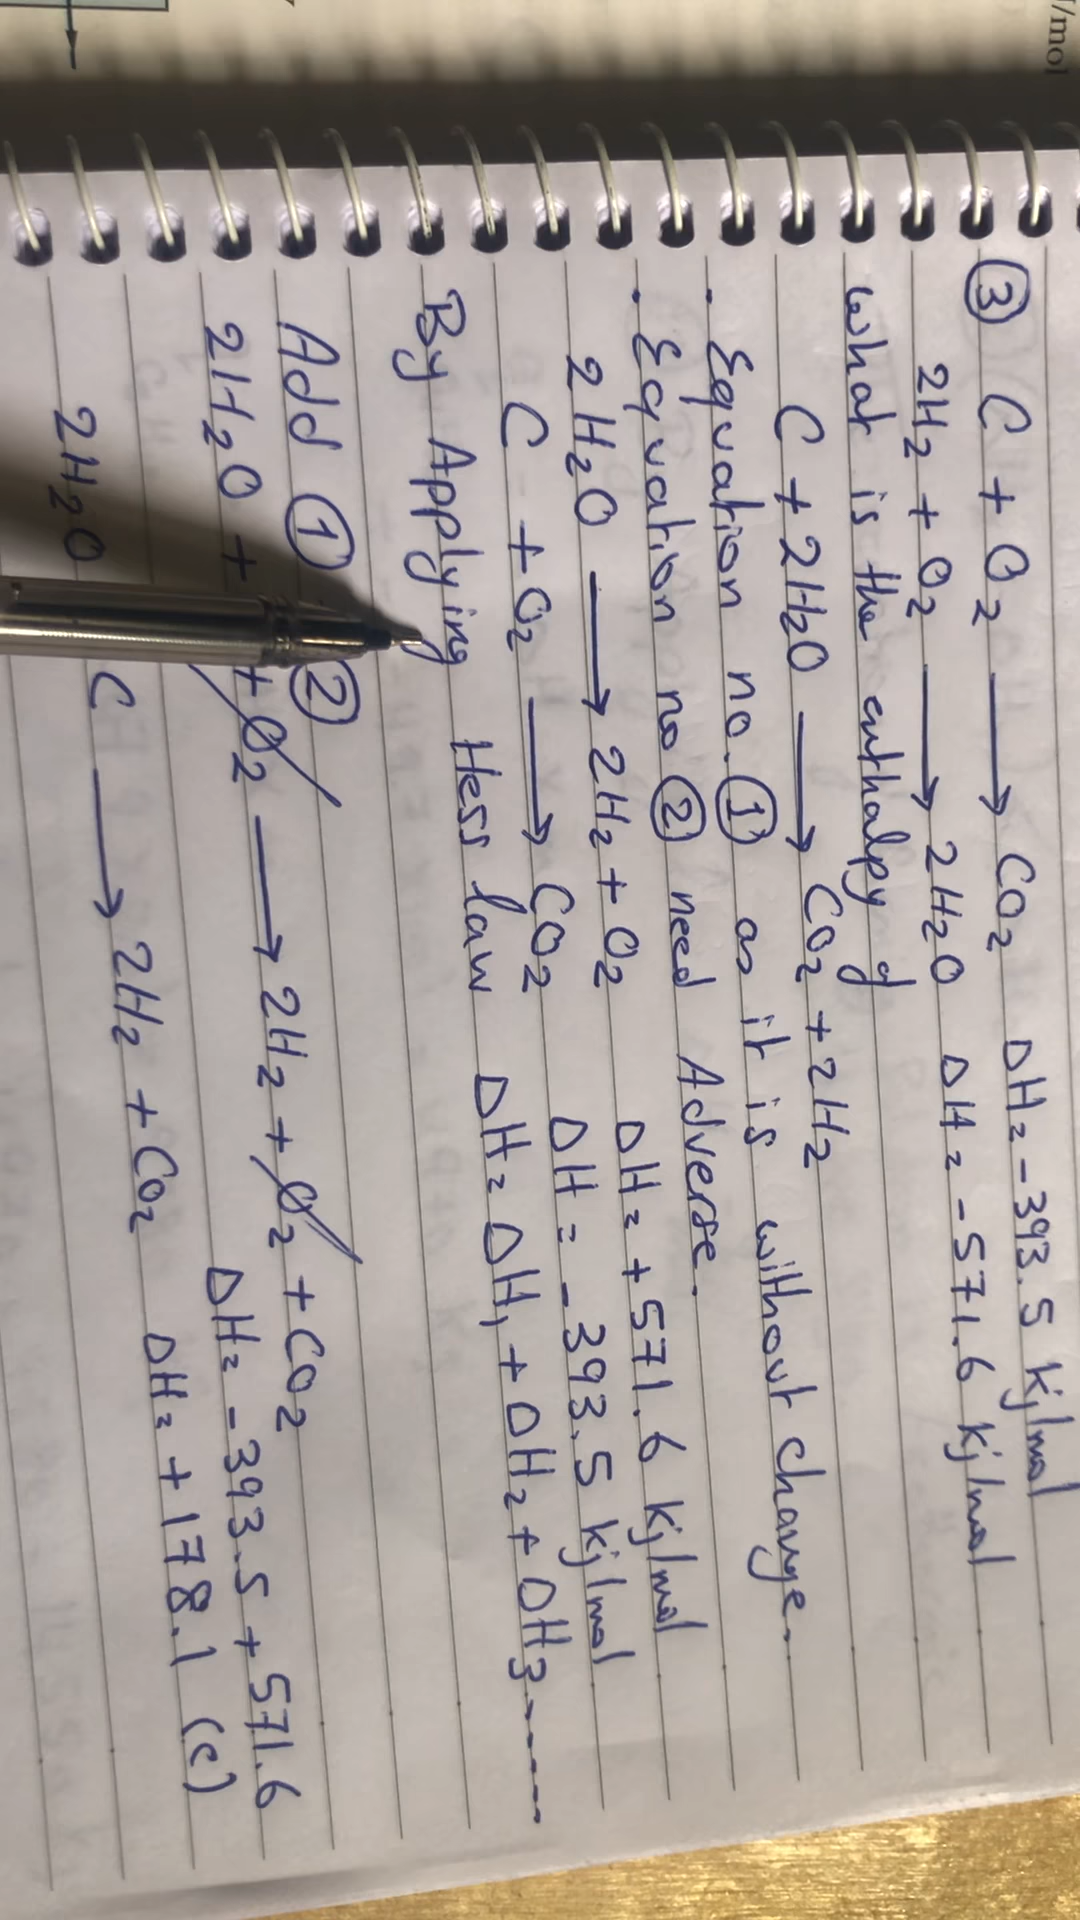 J/mol
③ C + O₂ ⟶ CO₂ ΔH = -393.5 kj/mol
2H₂ + O₂ ⟶ 2H₂O ΔH = -571.6 kj/mol
what is the enthalpy of
C + 2H₂O ⟶ CO₂ + 2H₂
. Equation no. ① as it is without change.
. Equation no ② need Adverse.
2H₂O ⟶ 2H₂ + O₂ ΔH = +571.6 kj/mol
C + O₂ ⟶ CO₂ ΔH = -393.5 kj/mol
By Applying Hess law ΔH = ΔH₁ + ΔH₂ + ΔH₃ ------
Add ① ②
2H₂O + + O₂ ⟶ 2H₂ + O₂ + CO₂
ΔH = -393.5 + 571.6
2H₂O C ⟶ 2H₂ + CO₂ ΔH = +178.1 (c)